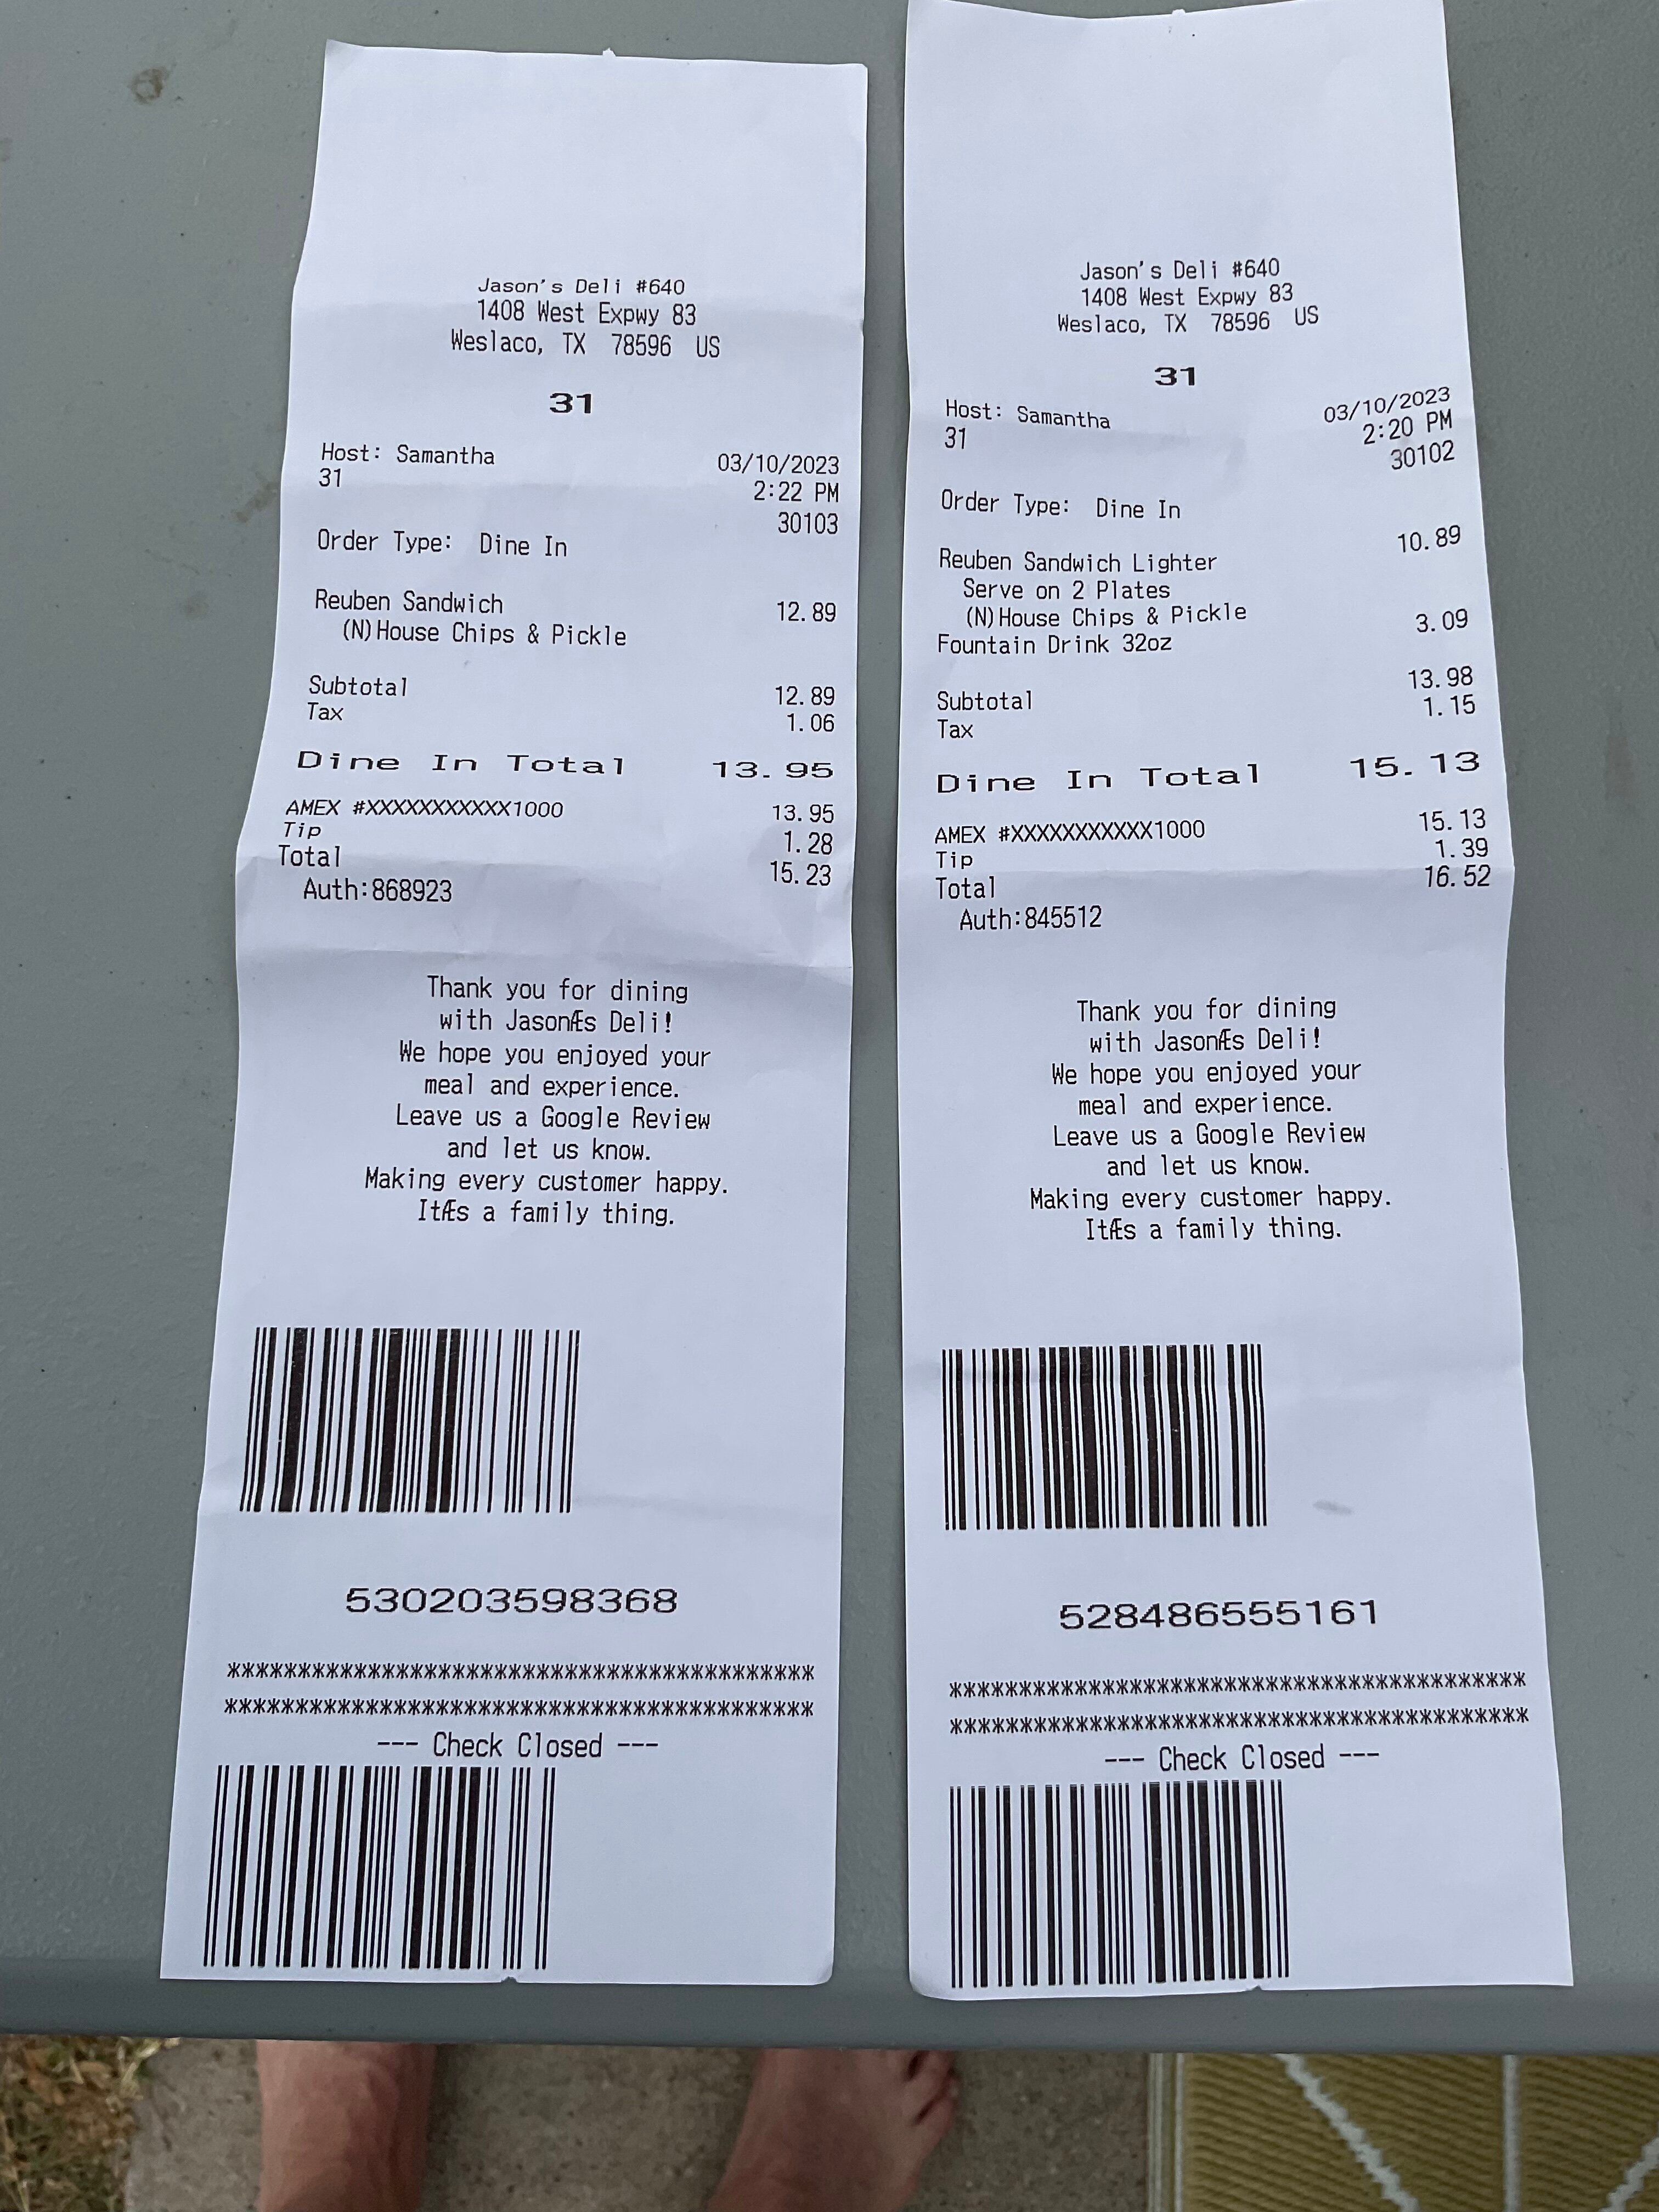 Jason's Deli #640
1408 West Expwy 83
Weslaco, TX 78596 US
31
Host: Samantha 03/10/2023
31 2:22 PM
30103
Order Type: Dine In
Reuben Sandwich 12.89
(N)House Chips & Pickle
Subtotal 12.89
Tax 1.06
Dine In Total 13.95
AMEX #XXXXXXXXXXX1000 13.95
Tip 1.28
Total 15.23
Auth:868923
Thank you for dining
with JasonÆs Deli!
We hope you enjoyed your
meal and experience.
Leave us a Google Review
and let us know.
Making every customer happy.
ItÆs a family thing.
530203598368
******************************************
******************************************
--- Check Closed ---
Jason's Deli #640
1408 West Expwy 83
Weslaco, TX 78596 US
31
Host: Samantha 03/10/2023
31 2:20 PM
30102
Order Type: Dine In
Reuben Sandwich Lighter 10.89
Serve on 2 Plates
(N)House Chips & Pickle
Fountain Drink 32oz 3.09
Subtotal 13.98
Tax 1.15
Dine In Total 15.13
AMEX #XXXXXXXXXXX1000 15.13
Tip 1.39
Total 16.52
Auth:845512
Thank you for dining
with JasonÆs Deli!
We hope you enjoyed your
meal and experience.
Leave us a Google Review
and let us know.
Making every customer happy.
ItÆs a family thing.
528486555161
******************************************
******************************************
--- Check Closed ---